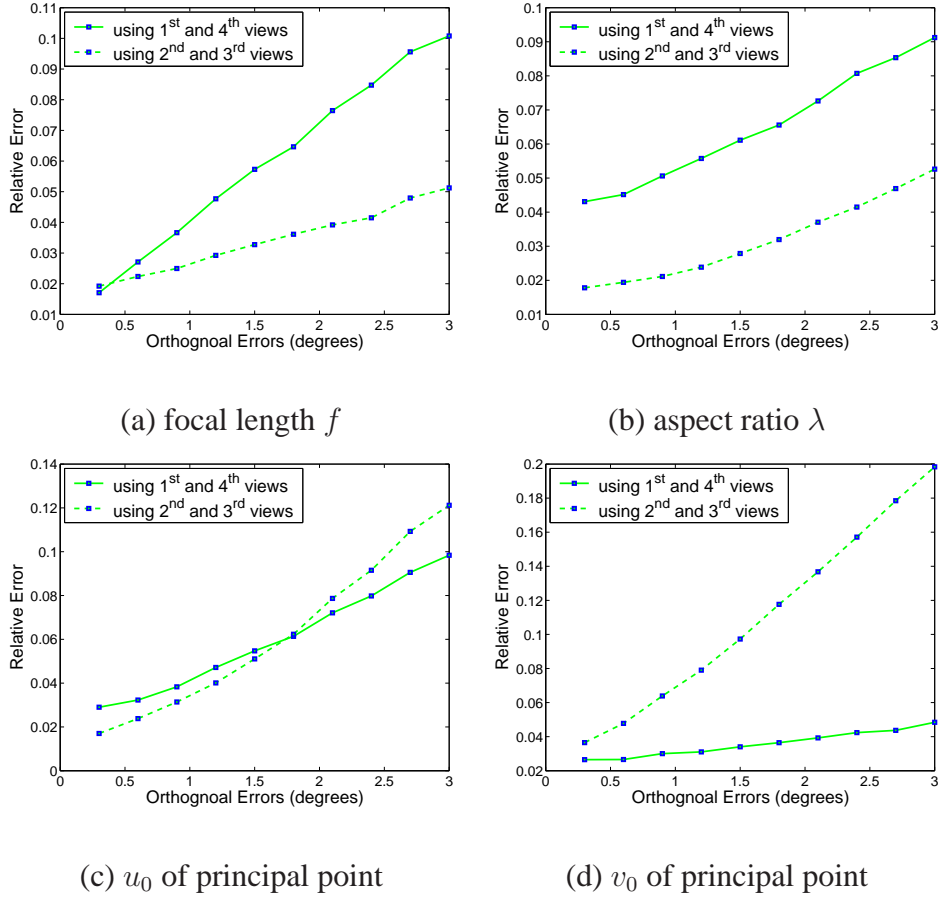 0.11
0.1
0.09
0.08
0.07
0.06
0.05
0.04
0.03
0.02
0.01
0 0.5 1 1.5 2 2.5 3
Relative Error
Orthognoal Errors (degrees)
using 1st and 4th views
using 2nd and 3rd views
(a) focal length f
0.1
0.09
0.08
0.07
0.06
0.05
0.04
0.03
0.02
0.01
0 0.5 1 1.5 2 2.5 3
Relative Error
Orthognoal Errors (degrees)
using 1st and 4th views
using 2nd and 3rd views
(b) aspect ratio λ
0.14
0.12
0.1
0.08
0.06
0.04
0.02
0
0 0.5 1 1.5 2 2.5 3
Relative Error
Orthognoal Errors (degrees)
using 1st and 4th views
using 2nd and 3rd views
(c) u0 of principal point
0.2
0.18
0.16
0.14
0.12
0.1
0.08
0.06
0.04
0.02
0 0.5 1 1.5 2 2.5 3
Relative Error
Orthognoal Errors (degrees)
using 1st and 4th views
using 2nd and 3rd views
(d) v0 of principal point